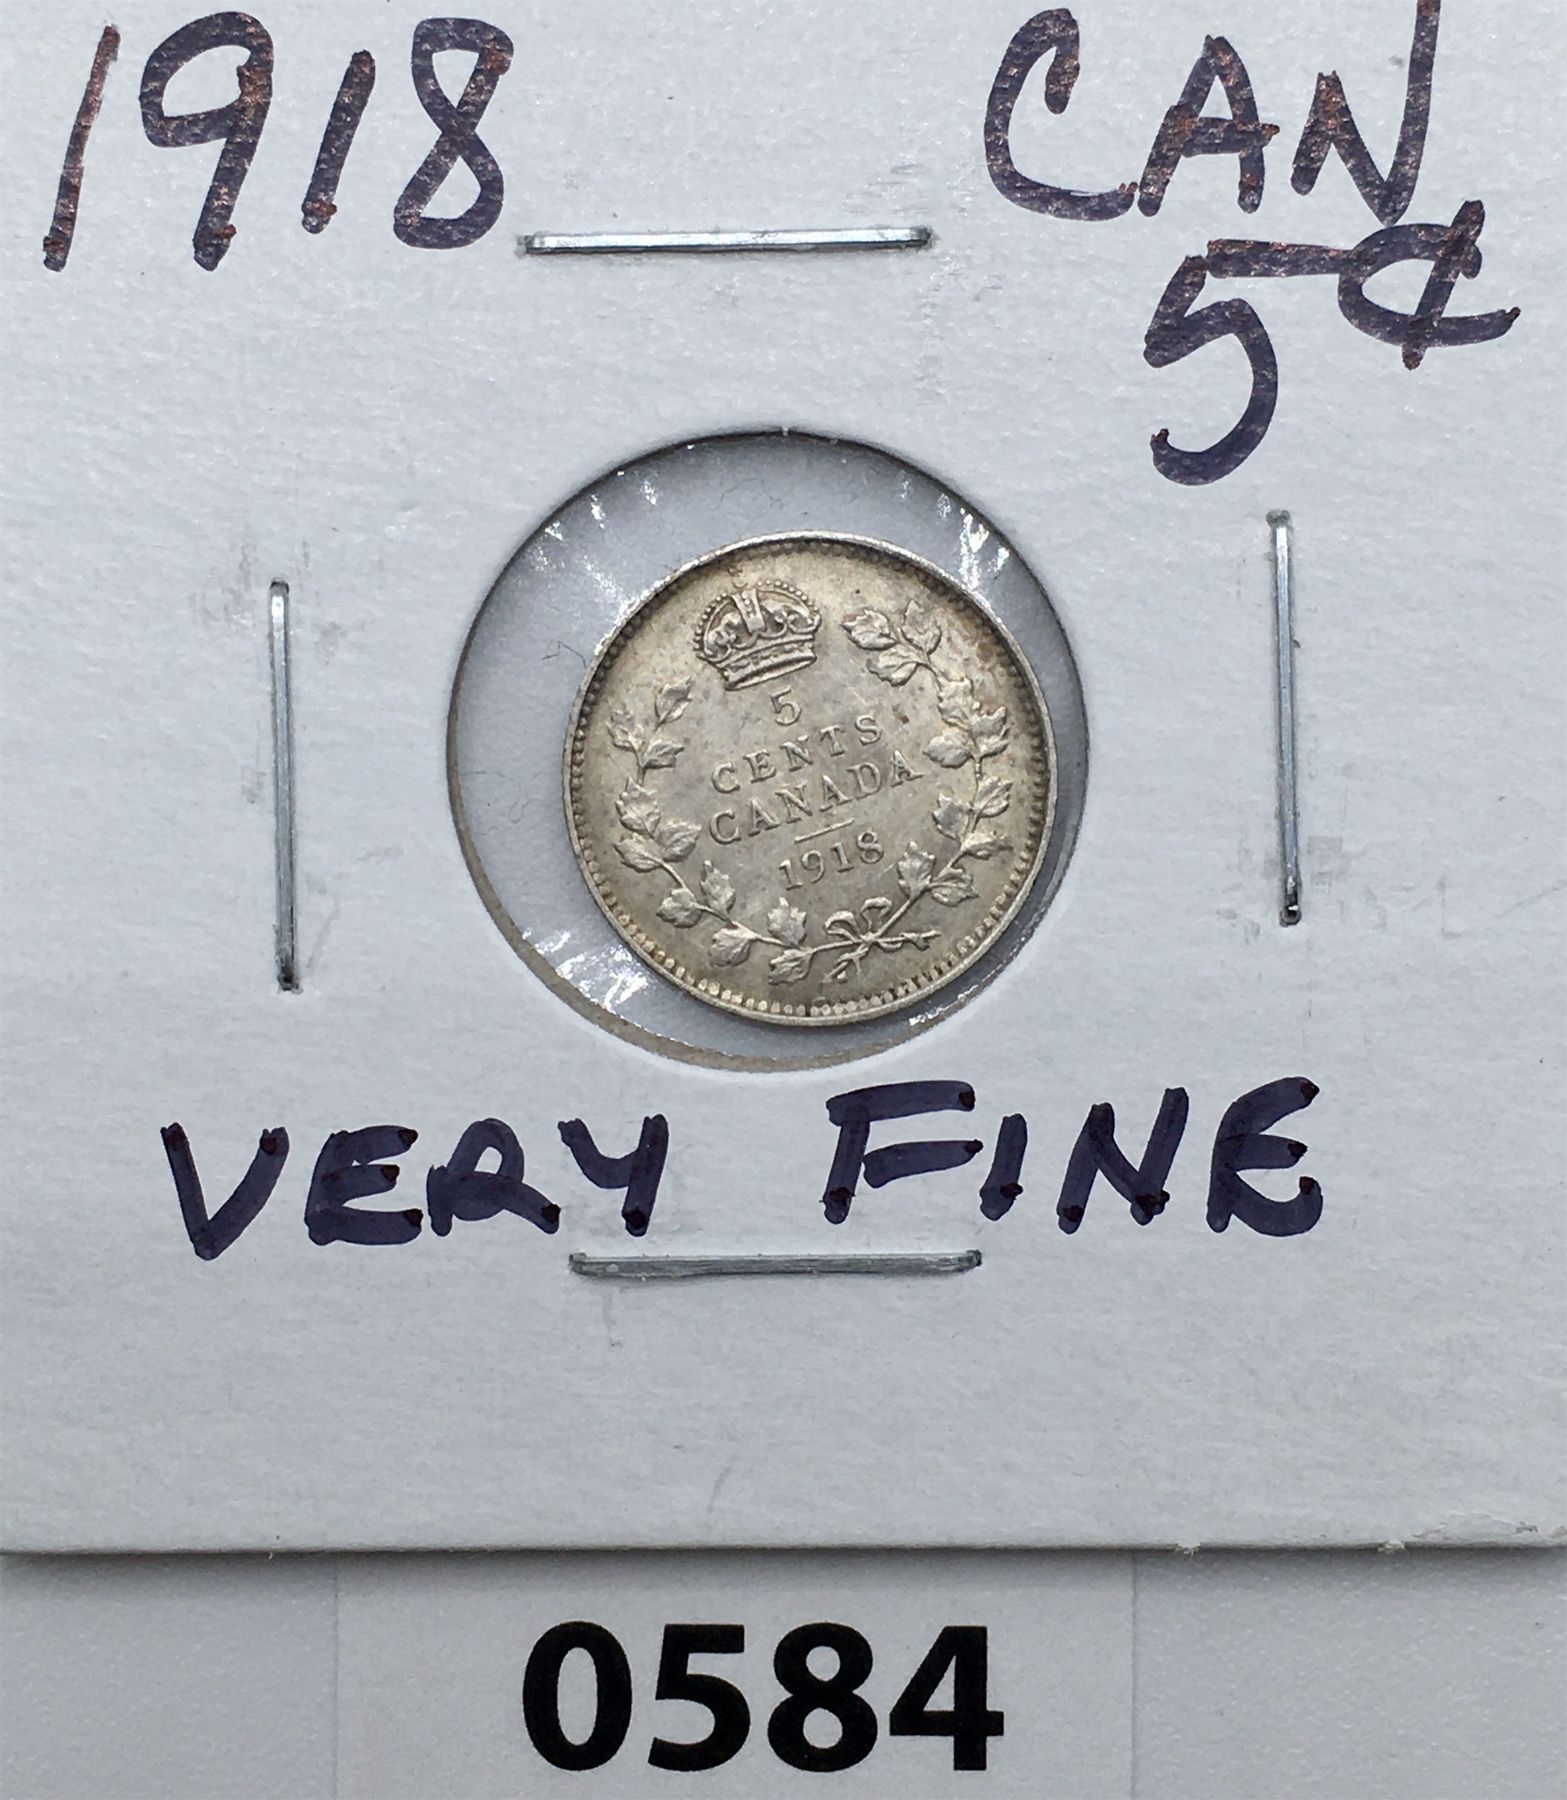 1918 CAN
5¢
5
CENTS
CANADA
1918
VERY FINE
0584